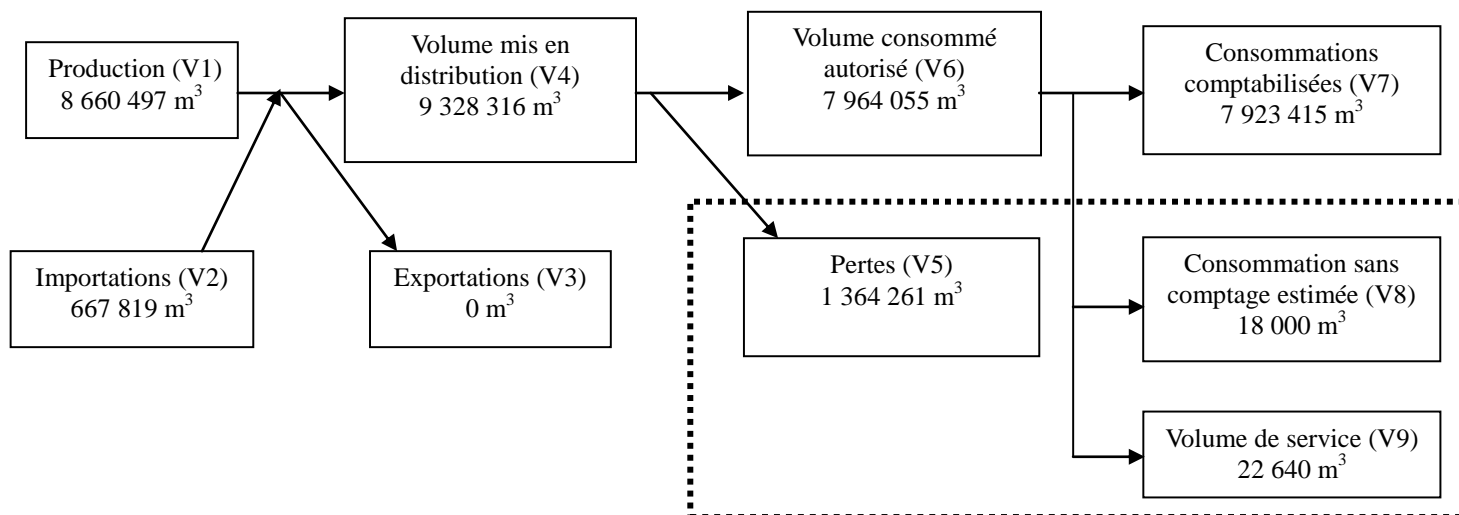 Production (V1)
8 660 497 m³
Volume mis en
distribution (V4)
9 328 316 m³
Volume consommé
autorisé (V6)
7 964 055 m³
Consommations
comptabilisées (V7)
7 923 415 m³
Importations (V2)
667 819 m³
Exportations (V3)
0 m³
Pertes (V5)
1 364 261 m³
Consommation sans
comptage estimée (V8)
18 000 m³
Volume de service (V9)
22 640 m³